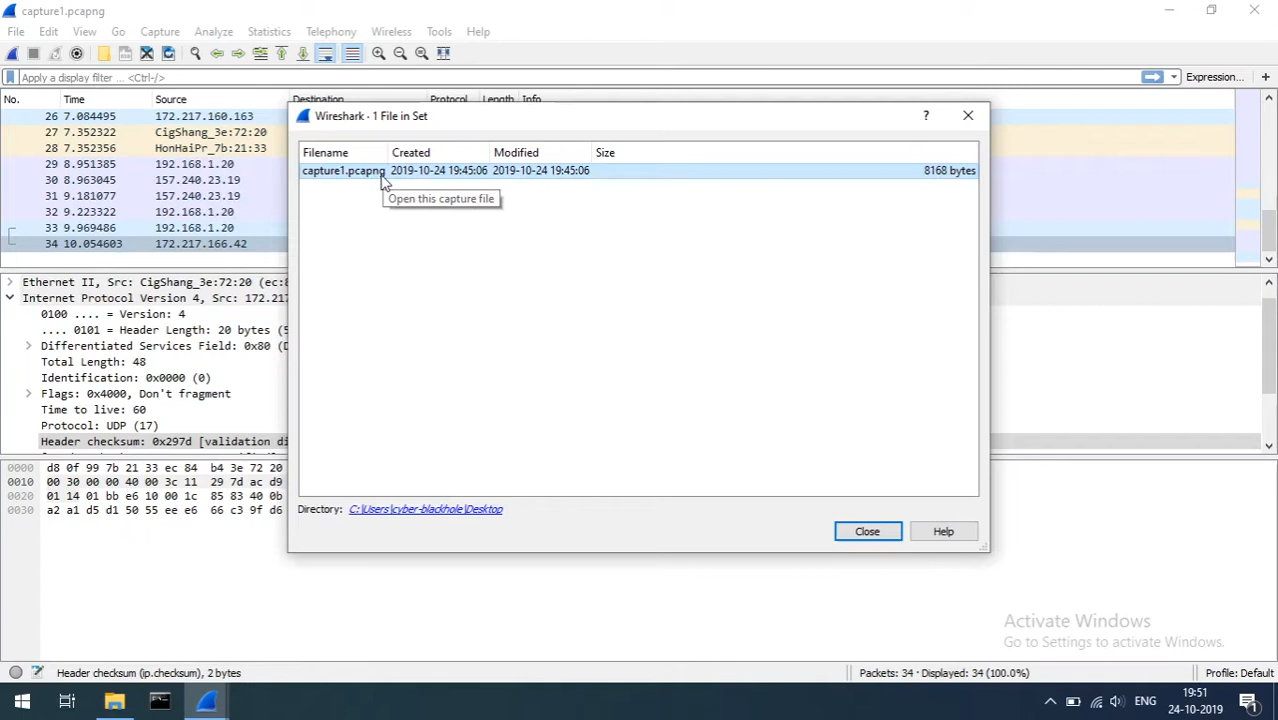 capture1.pcapng
File Edit View Go Capture Analyze Statistics Telephony Wireless Tools Help
Apply a display filter ... <Ctrl-/>
Expression...
+
No. Time Source Destination Protocol Length Info
26 7.084495 172.217.160.163
27 7.352322 CigShang_3e:72:20
28 7.352356 HonHaiPr_7b:21:33
29 8.951385 192.168.1.20
30 8.963045 157.240.23.19
31 9.181077 157.240.23.19
32 9.223322 192.168.1.20
33 9.969486 192.168.1.20
34 10.054603 172.217.166.42
Wireshark · 1 File in Set
?
Filename Created Modified Size
capture1.pcapng 2019-10-24 19:45:06 2019-10-24 19:45:06 8168 bytes
Open this capture file
Directory: C:\Users\cyber-blackhole\Desktop
Close Help
Ethernet II, Src: CigShang_3e:72:20 (ec:8
Internet Protocol Version 4, Src: 172.217
0100 .... = Version: 4
.... 0101 = Header Length: 20 bytes (5
Differentiated Services Field: 0x80 (D
Total Length: 48
Identification: 0x0000 (0)
Flags: 0x4000, Don't fragment
Time to live: 60
Protocol: UDP (17)
Header checksum: 0x297d [validation di
0000 d8 0f 99 7b 21 33 ec 84 b4 3e 72 20
0010 00 30 00 00 40 00 3c 11 29 7d ac d9
0020 01 14 01 bb e6 10 00 1c 85 83 40 0b
0030 a2 a1 d5 d1 50 55 ee e6 66 c3 9f d6
Activate Windows
Go to Settings to activate Windows.
Header checksum (ip.checksum), 2 bytes
Packets: 34 · Displayed: 34 (100.0%)
Profile: Default
ENG
19:51
24-10-2019
1